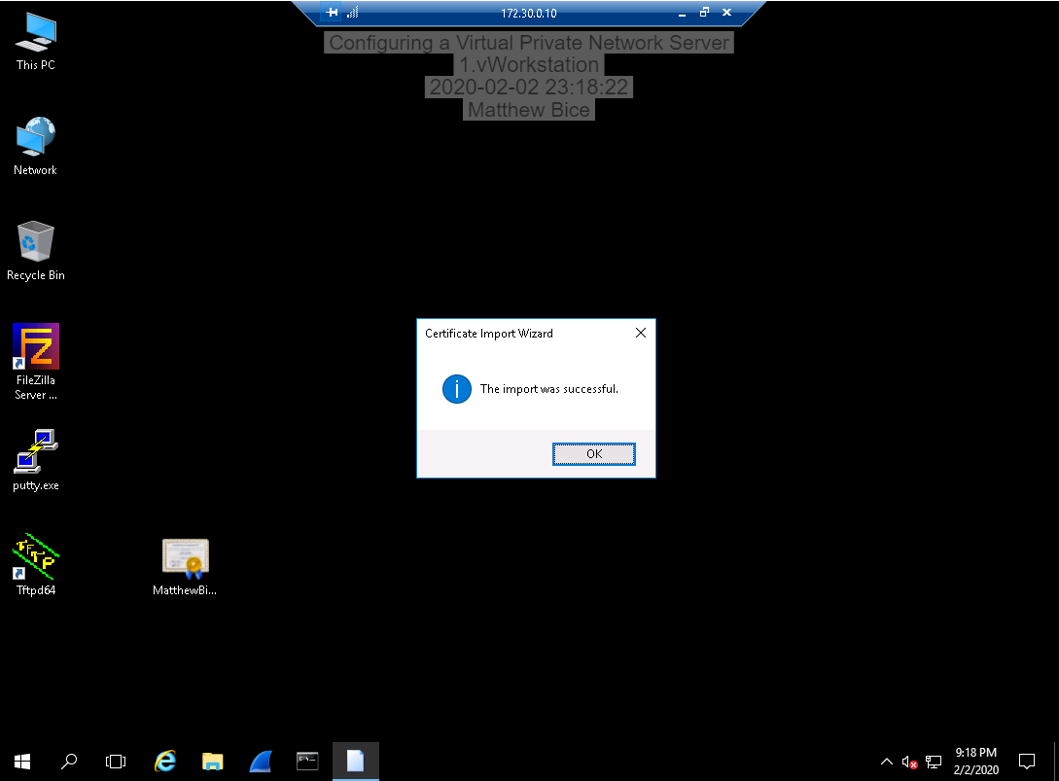 172.30.0.10
Configuring a Virtual Private Network Server
1.vWorkstation
2020-02-02 23:18:22
Matthew Bice
This PC
Network
Recycle Bin
FileZilla
Server ...
putty.exe
Tftpd64
MatthewBi...
Certificate Import Wizard
The import was successful.
OK
9:18 PM
2/2/2020